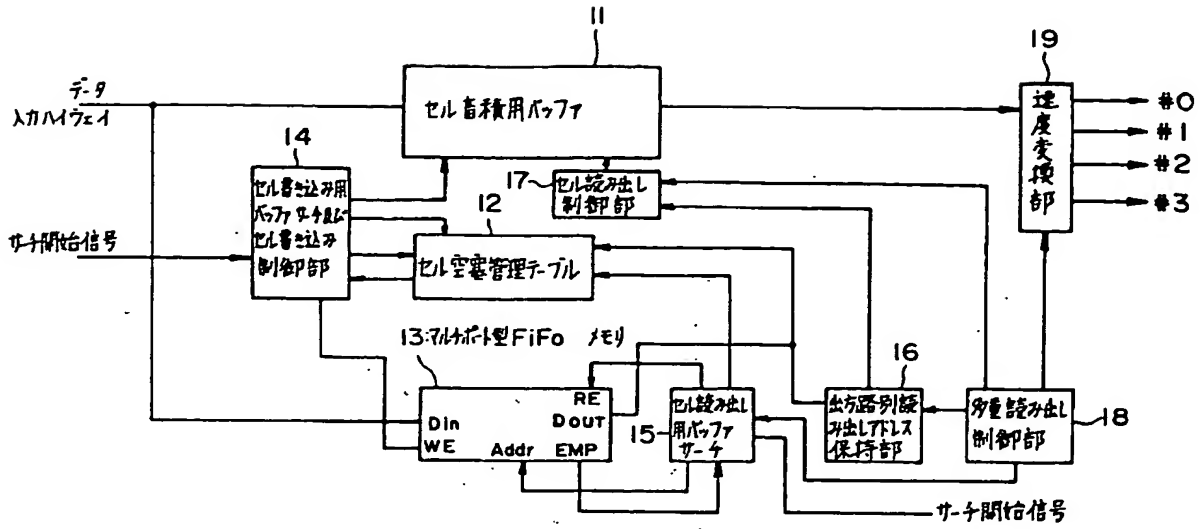 11
セル畜積用バッファ
データ
入力ハイウェイ
19
速度変換部
#0
#1
#2
#3
14
セル書き込み用
バッファサーチ及び
セル書き込み
制御部
サーチ開始信号
17
セル読み出し
制御部
12
セル空塞管理テーブル
13:マルチポート型FiFo メモリ
RE
Din
DOUT
WE
Addr
EMP
15
セル読み出し
用バッファ
サーチ
16
出方路別読
み出しアドレス
保持部
18
多重読み出し
制御部
サーチ開始信号